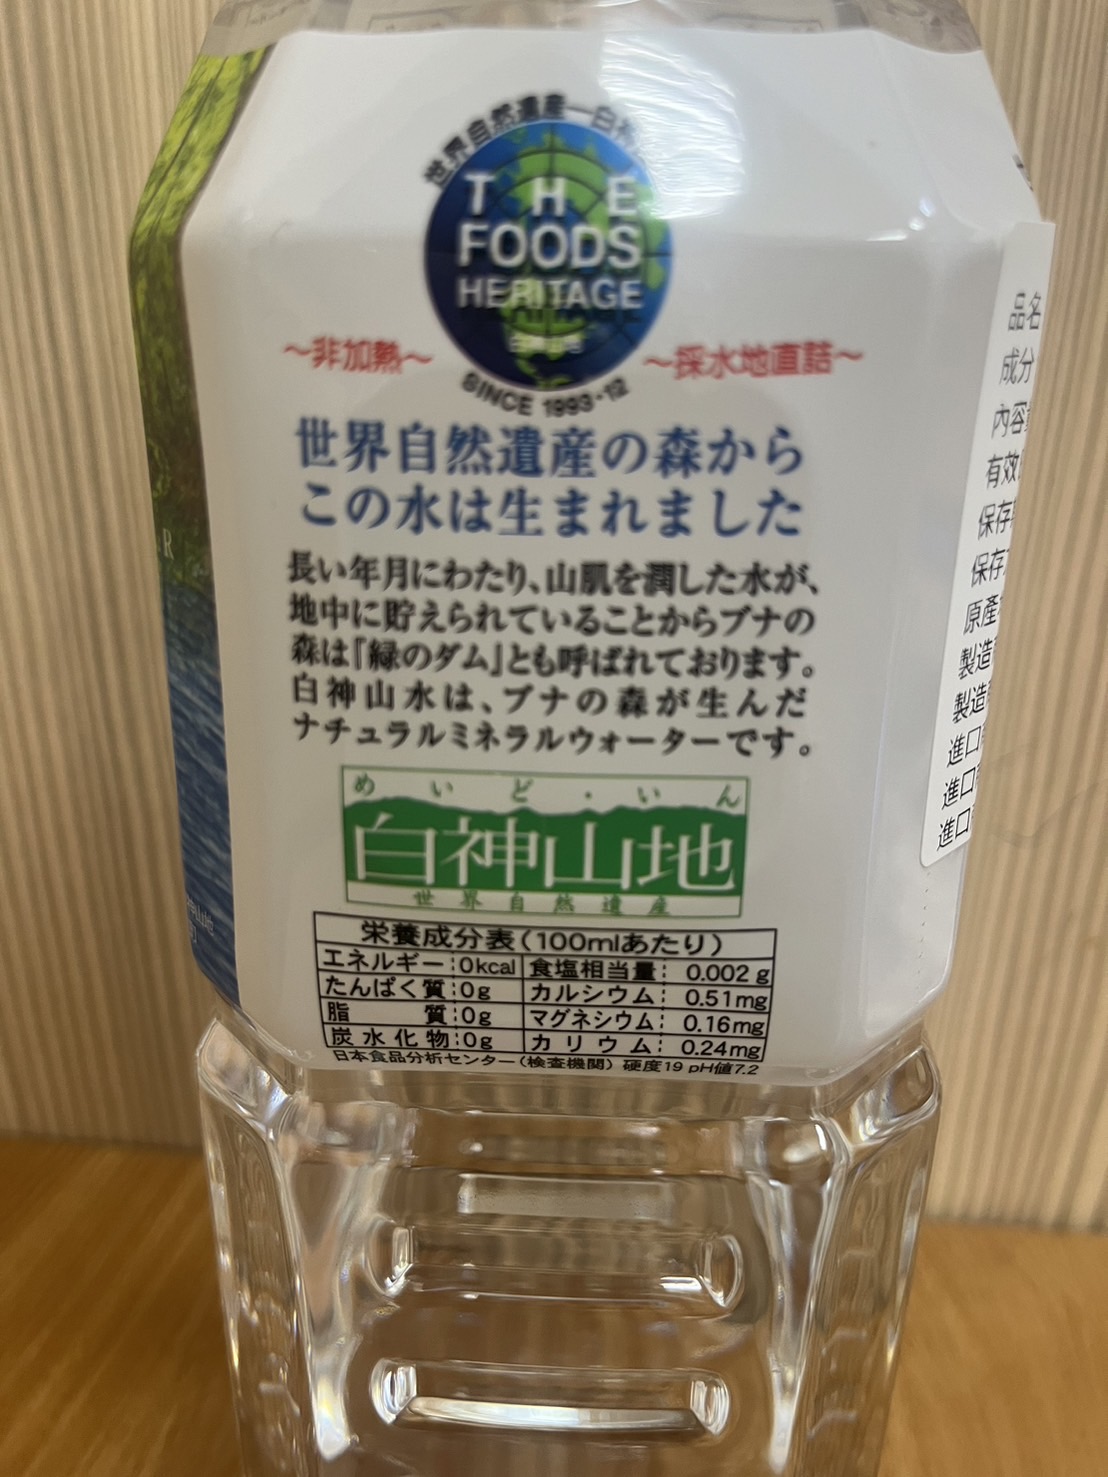 世界自然遺産―白神
THE
FOODS
HERITAGE
白神山地
SINCE 1993・12
～非加熱～
～採水地直詰～
世界自然遺産の森から
この水は生まれました
長い年月にわたり、山肌を潤した水が、
地中に貯えられていることからブナの
森は『緑のダム』とも呼ばれております。
白神山水は、ブナの森が生んだ
ナチュラルミネラルウォーターです。
めいど・いん
白神山地
世界自然遺産
栄養成分表(100mlあたり)
エネルギー:0kcal 食塩相当量: 0.002g
たんぱく質:0g カルシウム: 0.51mg
脂質:0g マグネシウム: 0.16mg
炭水化物:0g カリウム: 0.24mg
日本食品分析センター(検査機関) 硬度19 pH値7.2
品名
成分
內容
有效
保存
保存
原產
製造
製造
進口
進口
進口